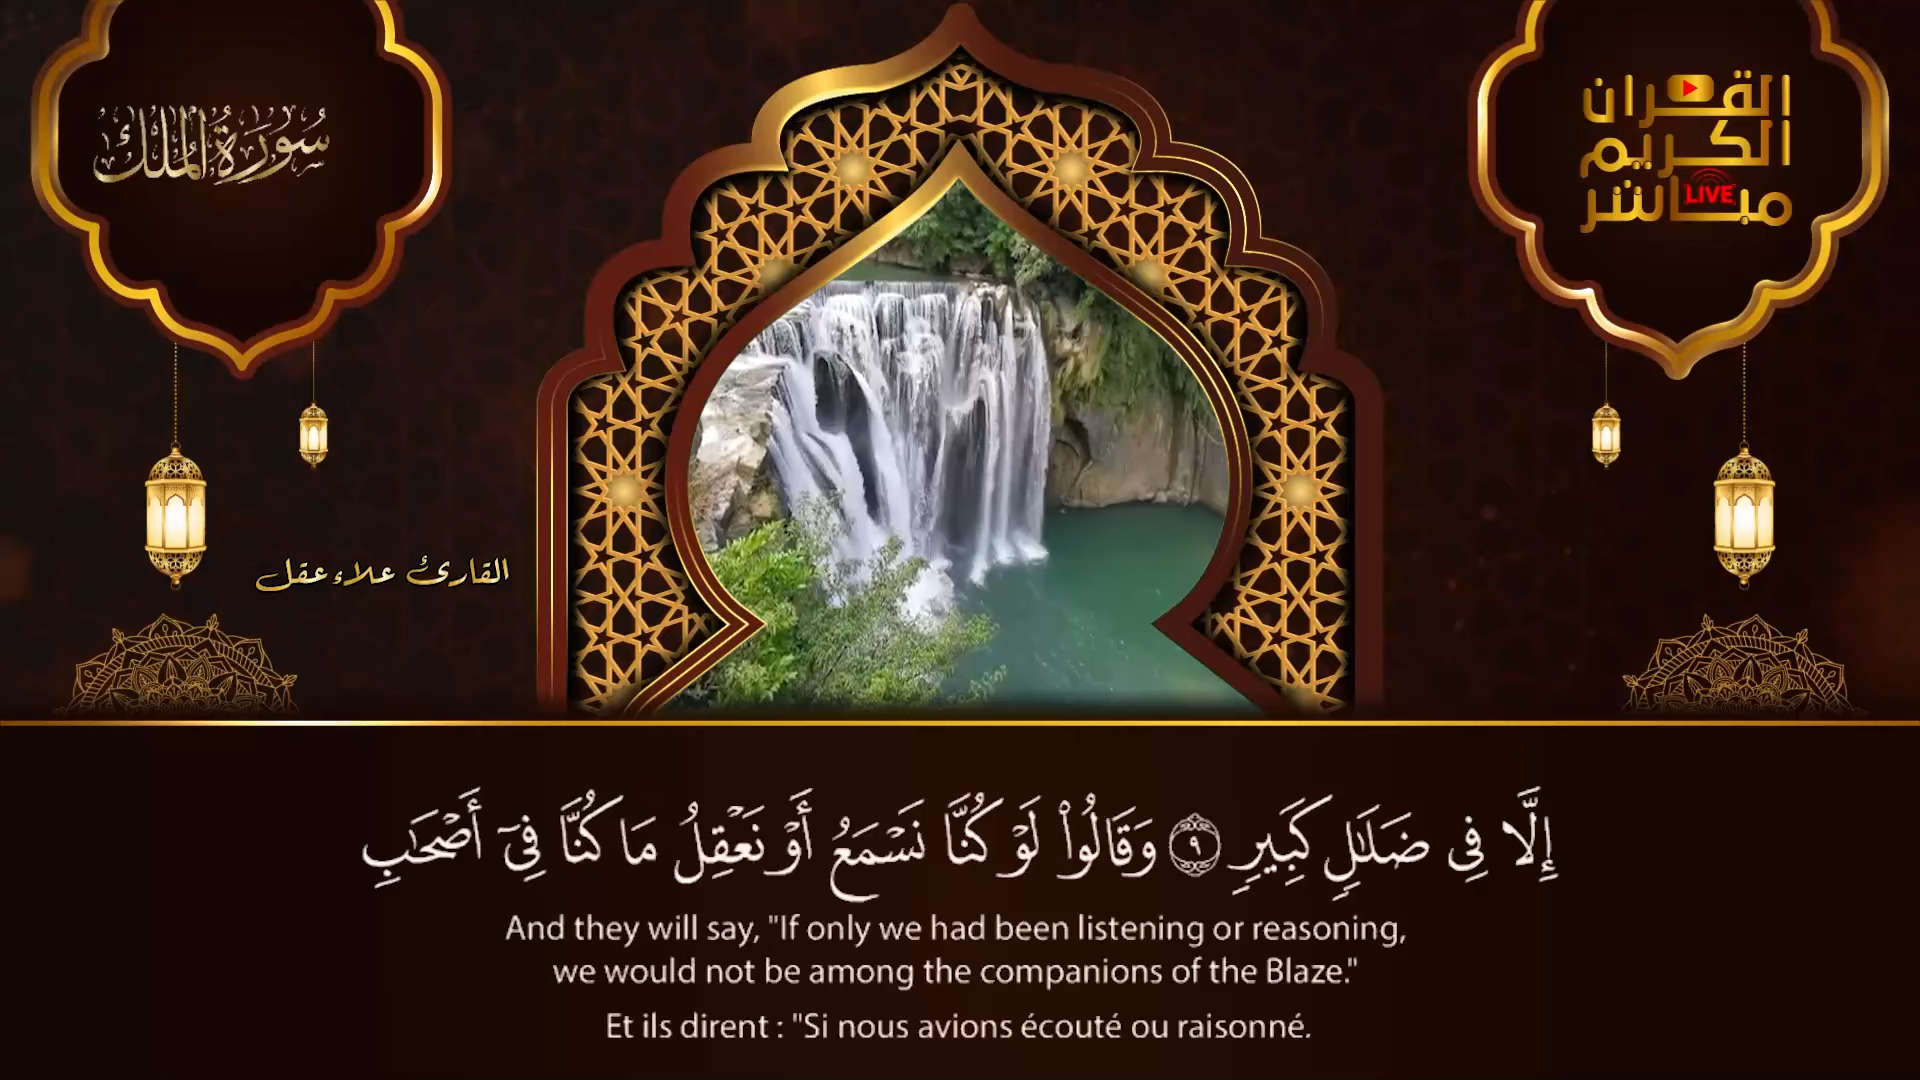 سُورَةُ المُلك
القران
الكريم
مباشر
LIVE
القارئ علاء عقل
إِلَّا فِى ضَلَـٰلٍ كَبِيرٍ ٩ وَقَالُوا۟ لَوْ كُنَّا نَسْمَعُ أَوْ نَعْقِلُ مَا كُنَّا فِىٓ أَصْحَـٰبِ
And they will say, "If only we had been listening or reasoning,
we would not be among the companions of the Blaze."
Et ils dirent : "Si nous avions écouté ou raisonné.